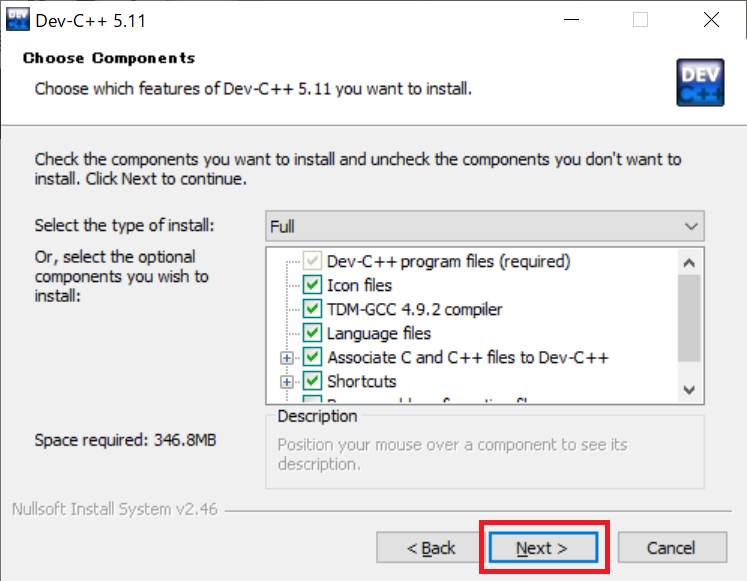 Dev-C++ 5.11
Choose Components
Choose which features of Dev-C++ 5.11 you want to install.
DEV
C++
Check the components you want to install and uncheck the components you don't want to
install. Click Next to continue.
Select the type of install:
Full
Or, select the optional
components you wish to
install:
Dev-C++ program files (required)
Icon files
TDM-GCC 4.9.2 compiler
Language files
Associate C and C++ files to Dev-C++
Shortcuts
Space required: 346.8MB
Description
Position your mouse over a component to see its
description.
Nullsoft Install System v2.46
< Back
Next >
Cancel